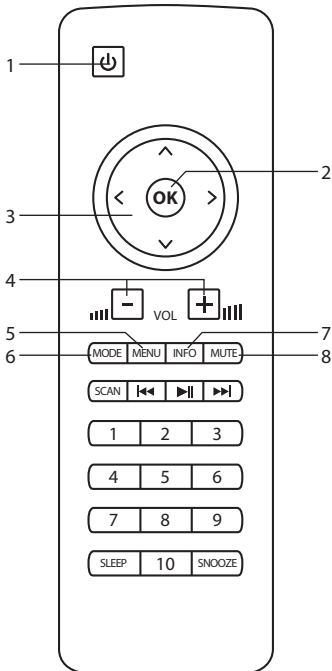 1
OK
2
3
4
- VOL +
5
7
6
MODE MENU INFO MUTE
8
SCAN
1 2 3
4 5 6
7 8 9
SLEEP 10 SNOOZE